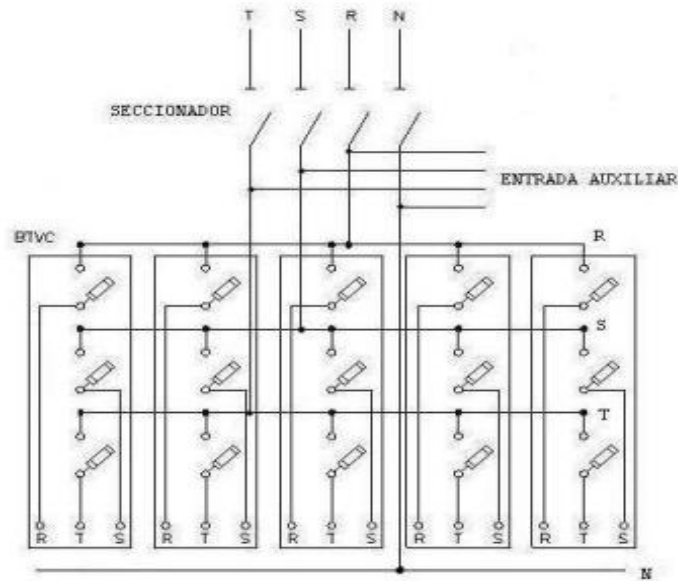 T S R N
SECCIONADOR
ENTRADA AUXILIAR
BTVC
R
S
T
R T S R T S R T S R T S R T S
N